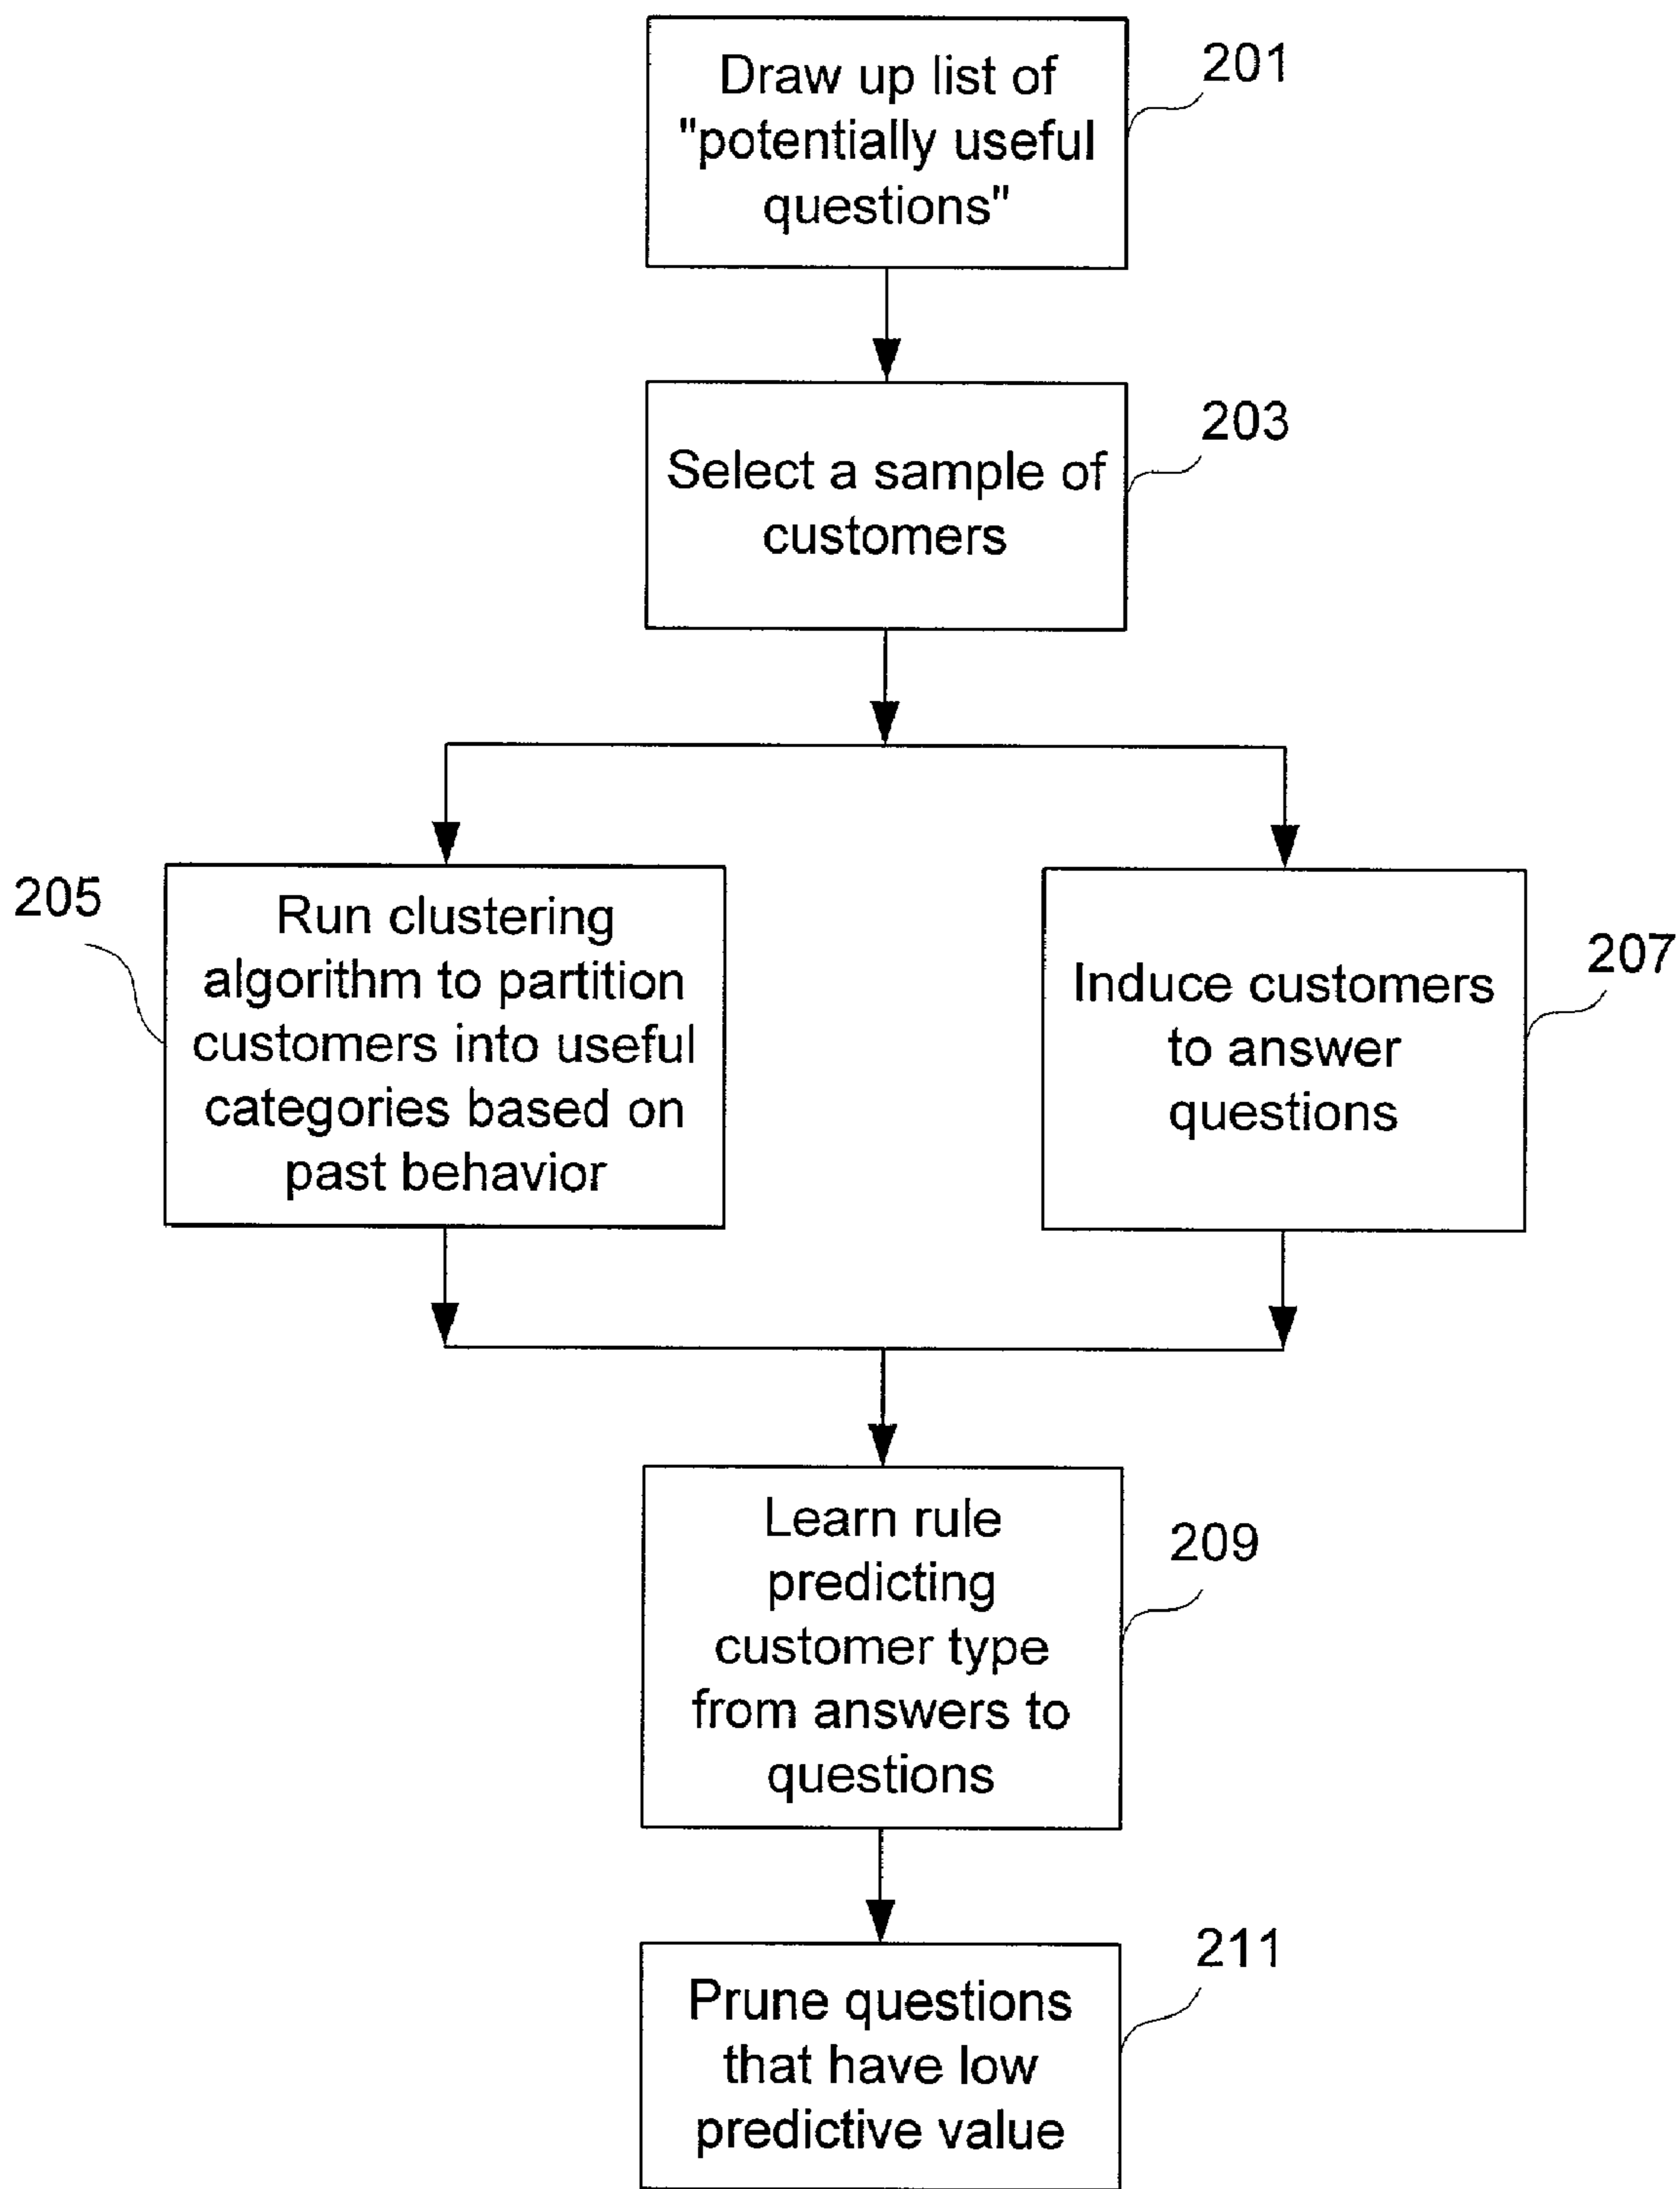 Draw up list of
"potentially useful
questions"
201
Select a sample of
customers
203
205
Run clustering
algorithm to partition
customers into useful
categories based on
past behavior
Induce customers
to answer
questions
207
Learn rule
predicting
customer type
from answers to
questions
209
Prune questions
that have low
predictive value
211